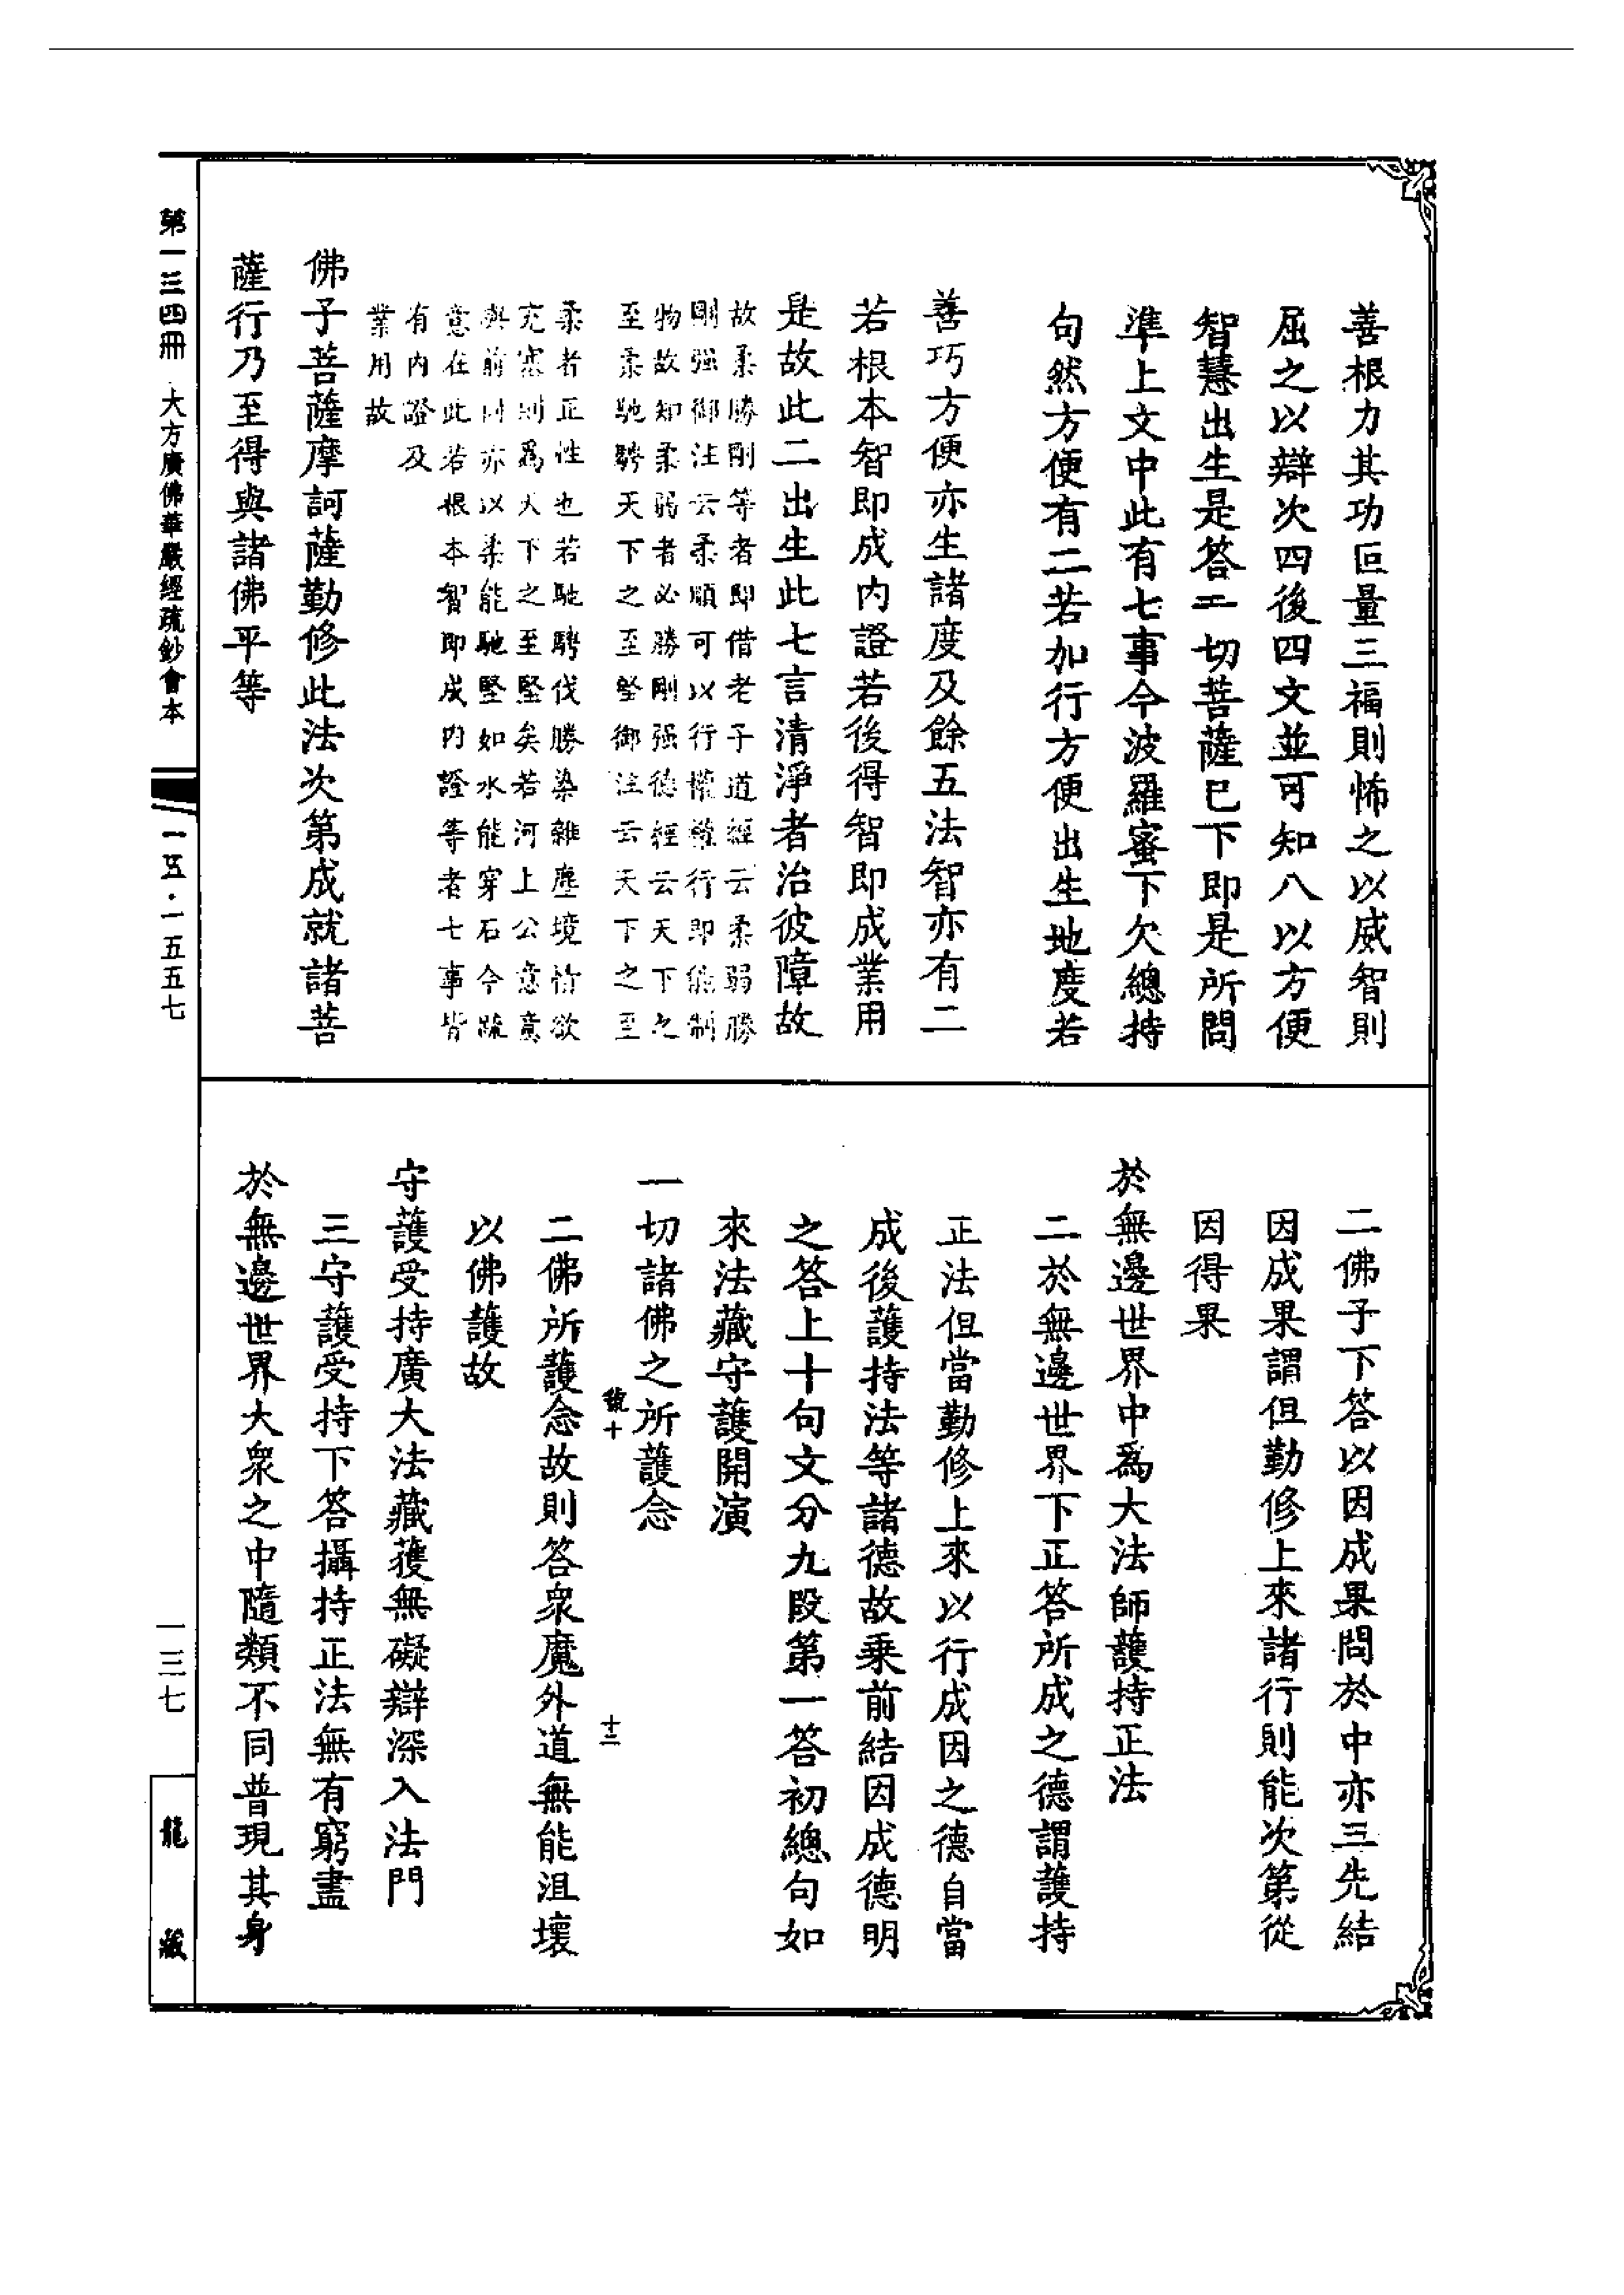 善根力其功叵量三福則怖之以威智則
屈之以辯次四後四文並可知八以方便
智慧出生是答二一切菩薩已下即是所問
準上文中此有七事今波羅蜜下欠總持
句然方便有二若加行方便出生地度若
善巧方便亦生諸度及餘五法智亦有二
若根本智即成內證若後得智即成業用
是故此二出生此七言清淨者治彼障故
故柔勝剛等者即借老子道經云柔弱勝
剛强御注云柔順可以行權權行即能制
物故知柔弱者必勝剛强德經云天下之
至柔馳騁天下之至堅御注云天下之至
柔者正性也若馳騁伐勝染雜塵境情欲
充塞則為天下之至堅矣若河上公意意
與前同亦以柔能馳堅如水能穿石今疏
意在此若根本智即成內證等者七事皆
有內證及
業用故
佛子菩薩摩訶薩勤修此法次第成就諸菩
薩行乃至得與諸佛平等
二佛子下答以因成果問於中亦三先結
因成果謂但勤修上來諸行則能次第從
因得果
於無邊世界中爲大法師護持正法
二於無邊世界下正答所成之德謂護持
正法但當勤修上來以行成因之德自當
成後護持法等諸德故乘前結因成德明
之答上十句文分九段第一答初總句如
來法藏守護開演
一切諸佛之所護念
號十
十三
二佛所護念故則答衆魔外道無能沮壞
以佛護故
守護受持廣大法藏獲無礙辯深入法門
三守護受持下答攝持正法無有窮盡
於無邊世界大衆之中隨類不同普現其身
第一三四冊 大方廣佛華嚴經疏鈔會本
一五·一五五七
一三七
龍藏